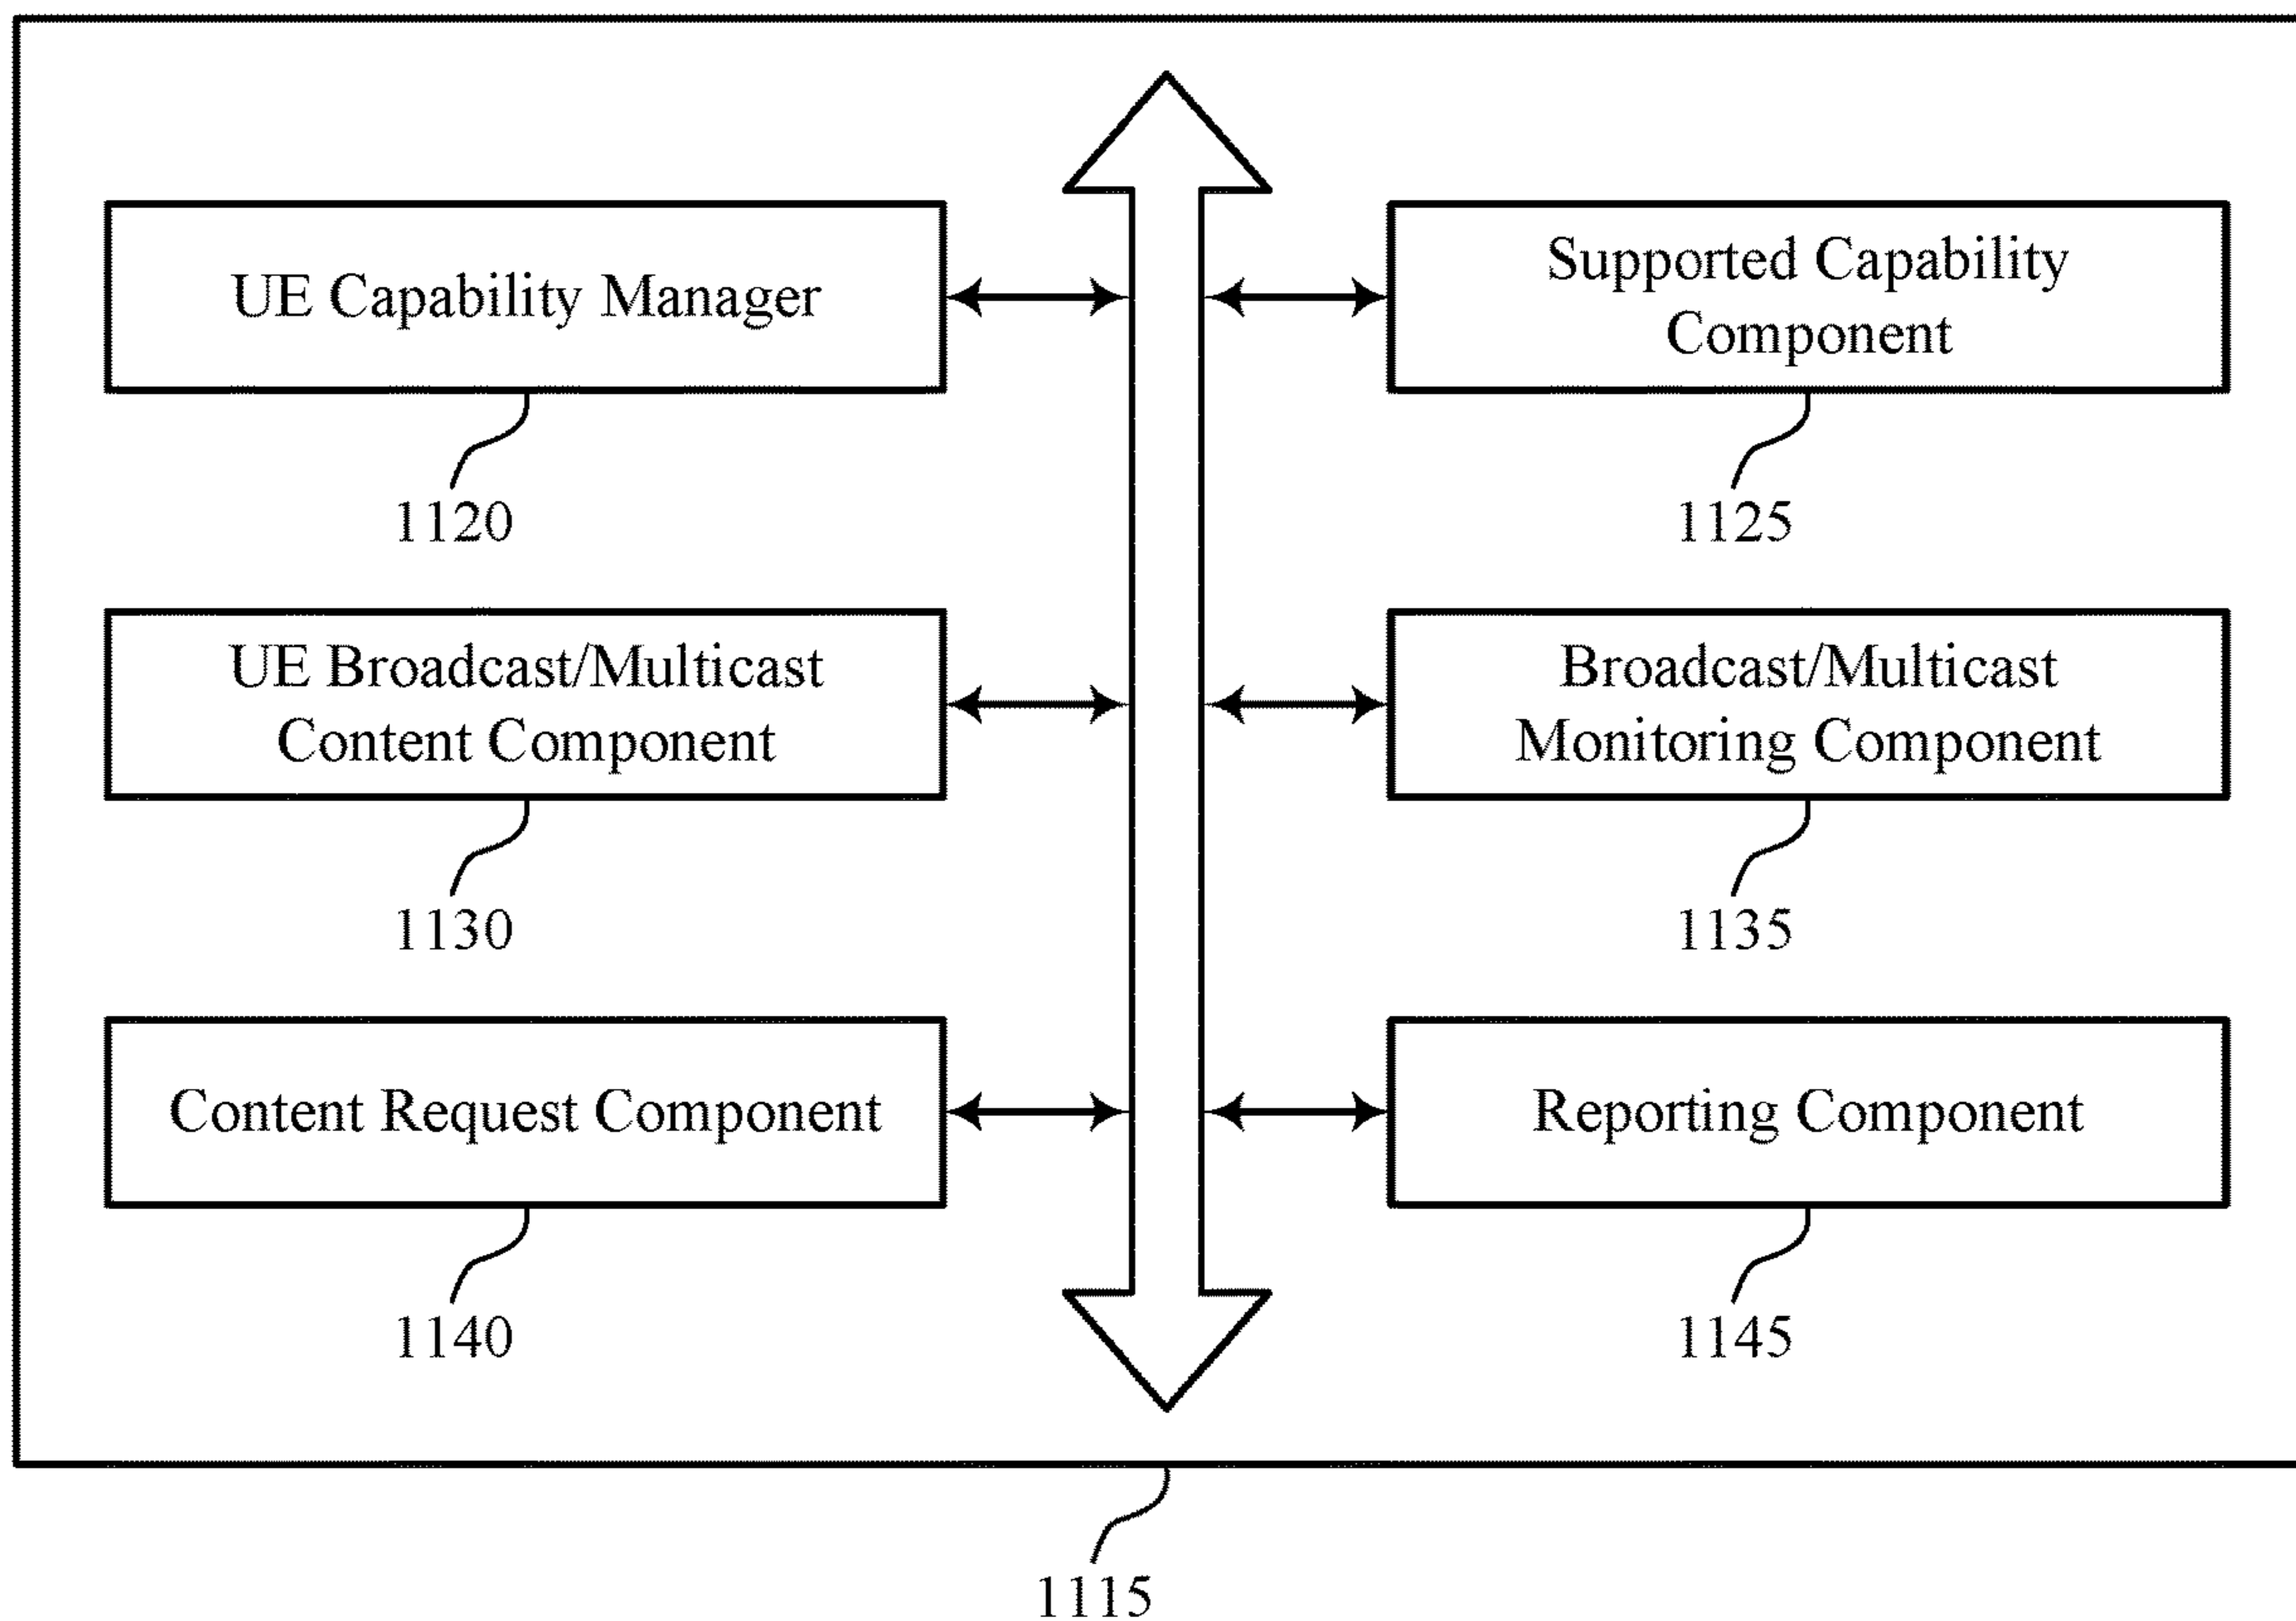 UE Capability Manager
1120
Supported Capability
Component
1125
UE Broadcast/Multicast
Content Component
1130
Broadcast/Multicast
Monitoring Component
1135
Content Request Component
1140
Reporting Component
1145
1115